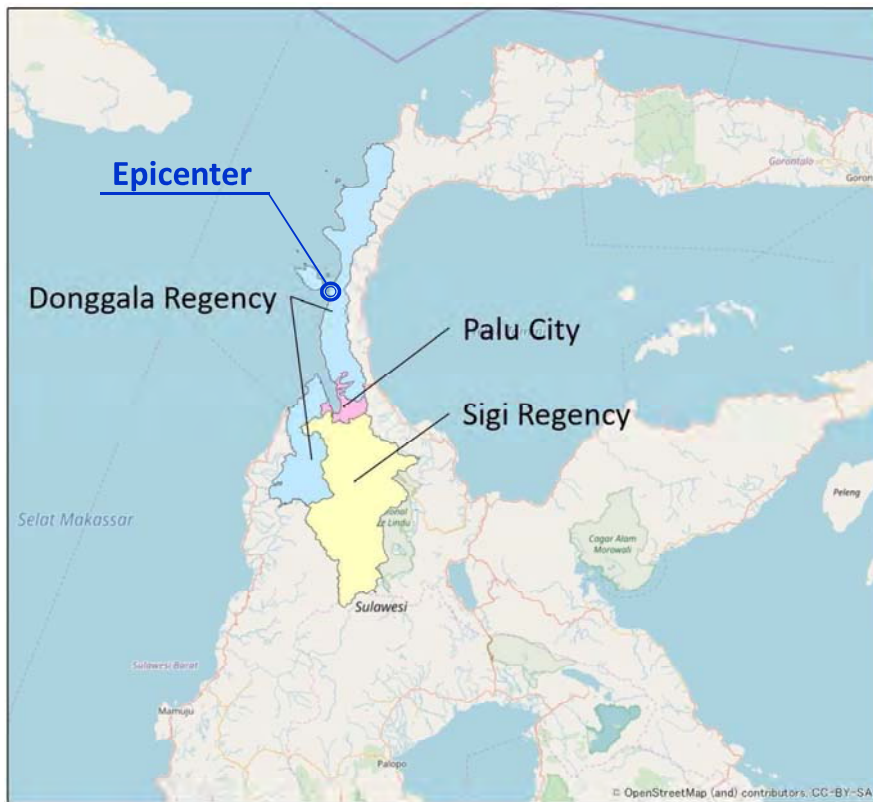 Epicenter
Gorontalo
Donggala Regency
Palu City
Sigi Regency
Peleng
Selat Makassar
Cagar Alam
Morowali
Sulawesi
Sulawesi Barat
Mamuju
Palopo
© OpenStreetMap (and) contributors, CC-BY-SA